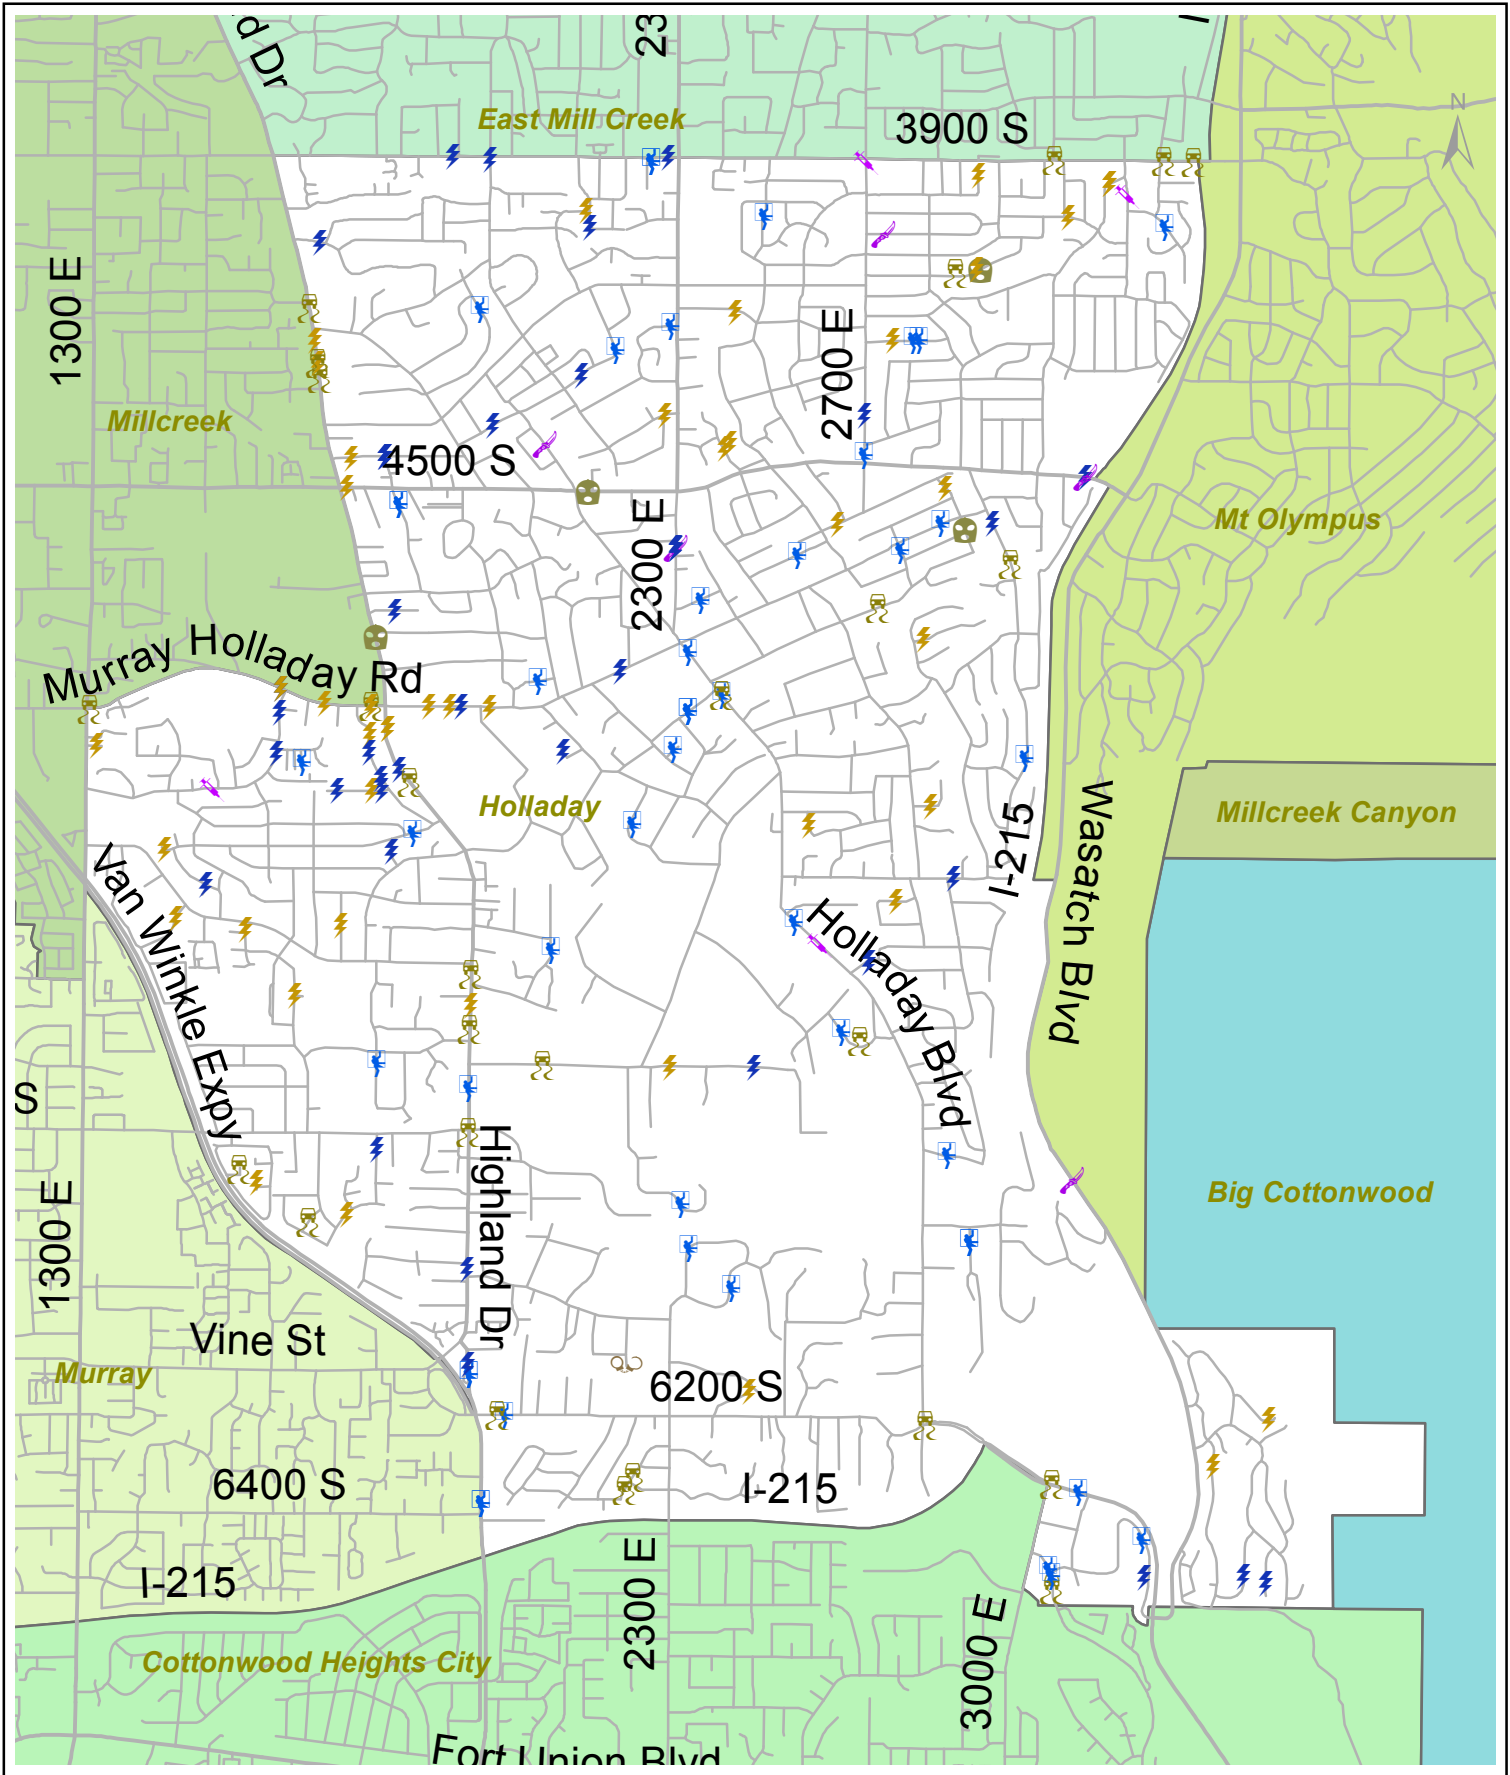 d Dr
23
N
East Mill Creek
3900 S
1300 E
2700 E
Millcreek
4500 S
2300 E
Mt Olympus
Murray Holladay Rd
Holladay
I-215
Wasatch Blvd
Millcreek Canyon
Van Winkle Expy
Holladay Blvd
S
Highland Dr
1300 E
Big Cottonwood
Vine St
Murray
6200 S
6400 S
I-215
I-215
2300 E
3000 E
Cottonwood Heights City
Fort Union Blvd